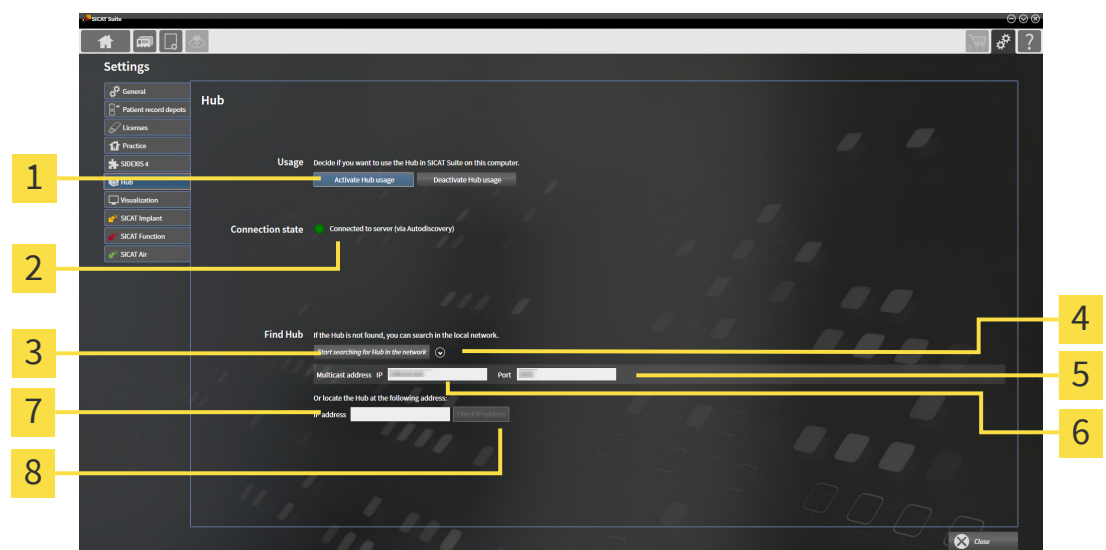 SICAT Suite
?
Settings
General
Patient record depots
Licenses
Practice
SIDEXIS 4
Hub
Visualization
SICAT Implant
SICAT Function
SICAT Air
Hub
Usage Decide if you want to use the Hub in SICAT Suite on this computer.
Activate Hub usage Deactivate Hub usage
Connection state Connected to server (via Autodiscovery)
Find Hub If the Hub is not found, you can search in the local network.
Start searching for Hub in the network
Multicast address IP Port
Or locate the Hub at the following address:
IP address Check IP address
Close
1
2
3
7
8
4
5
6